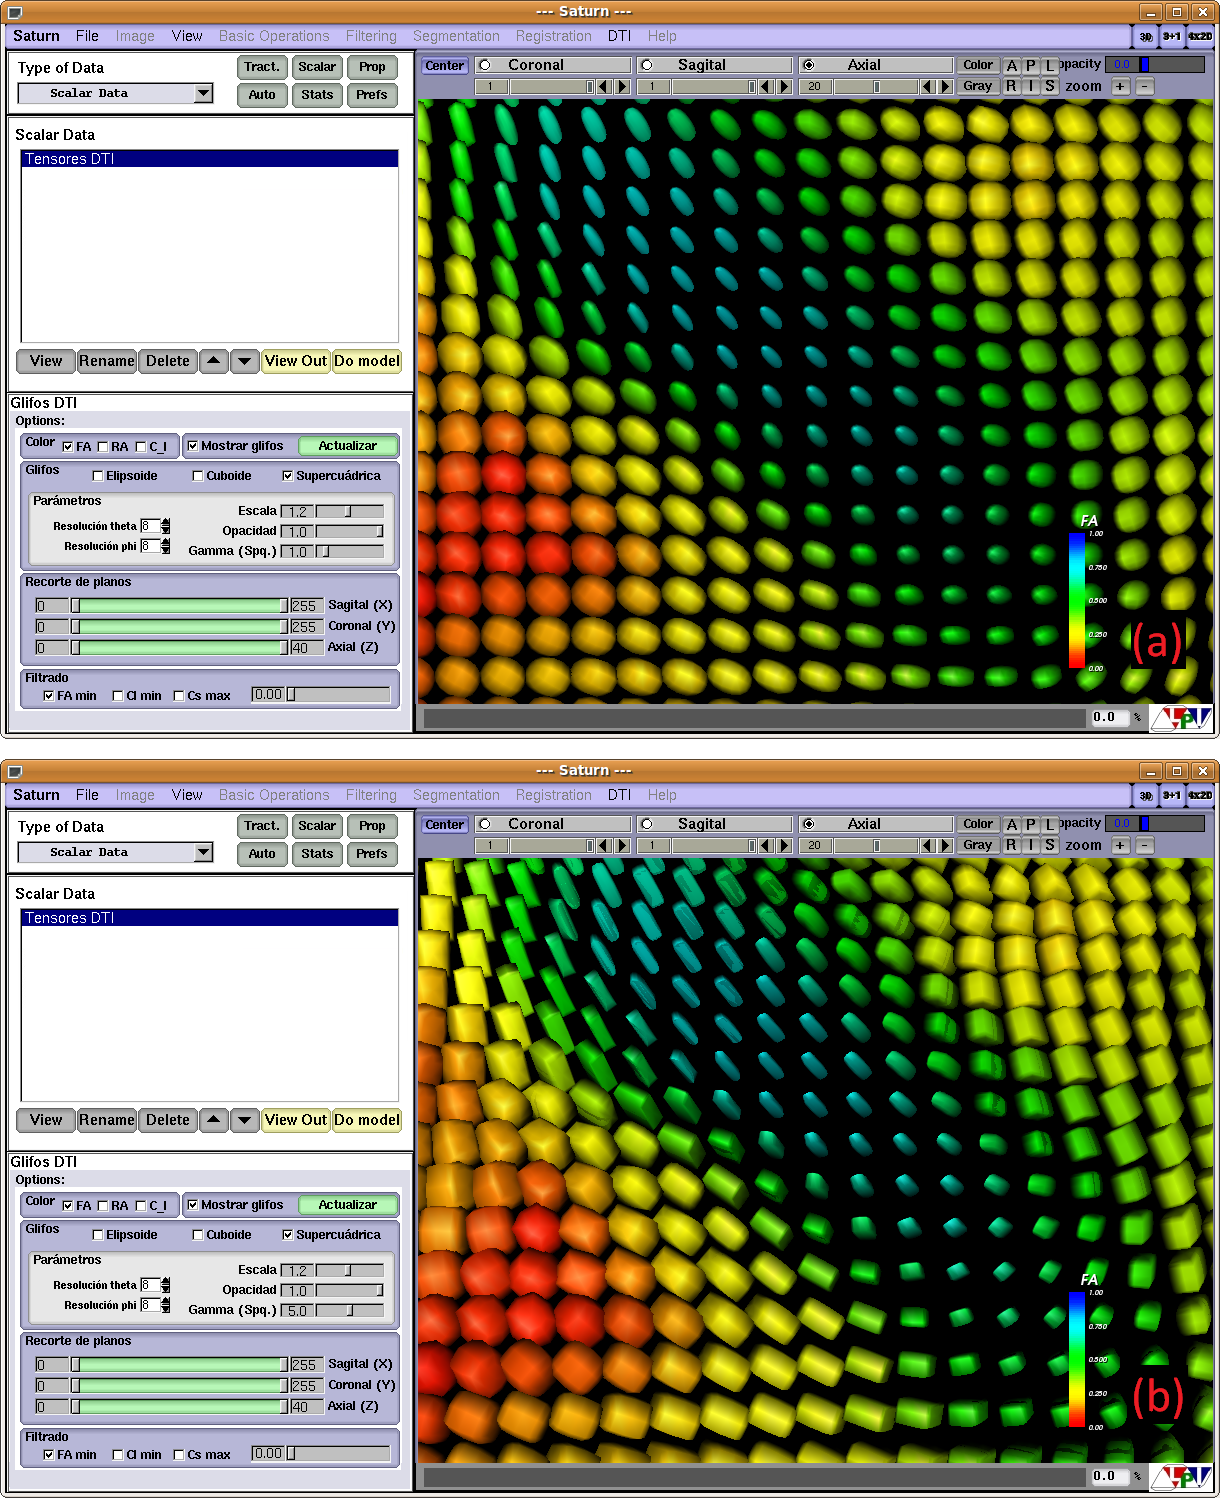 --- Saturn ---
Saturn File Image View Basic Operations Filtering Segmentation Registration DTI Help 3D 3+1 4x2D
Type of Data Tract. Scalar Prop
Scalar Data Auto Stats Prefs
Center Coronal Sagital Axial Color A P L opacity 0.0
1 1 20 Gray R I S zoom + -
Scalar Data
Tensores DTI
View Rename Delete View Out Do model
Glifos DTI
Options:
Color FA RA C_l Mostrar glifos Actualizar
Glifos
Elipsoide Cuboide Supercuádrica
Parámetros
Resolución theta 8
Resolución phi 8
Escala 1.2
Opacidad 1.0
Gamma (Spq.) 1.0
Recorte de planos
0 255 Sagital (X)
0 255 Coronal (Y)
0 40 Axial (Z)
Filtrado
FA min Cl min Cs max 0.00
FA
1.00
0.750
0.500
0.250
0.00
(a)
0.0 %
--- Saturn ---
Saturn File Image View Basic Operations Filtering Segmentation Registration DTI Help 3D 3+1 4x2D
Type of Data Tract. Scalar Prop
Scalar Data Auto Stats Prefs
Center Coronal Sagital Axial Color A P L opacity 0.0
1 1 20 Gray R I S zoom + -
Scalar Data
Tensores DTI
View Rename Delete View Out Do model
Glifos DTI
Options:
Color FA RA C_l Mostrar glifos Actualizar
Glifos
Elipsoide Cuboide Supercuádrica
Parámetros
Resolución theta 8
Resolución phi 8
Escala 1.2
Opacidad 1.0
Gamma (Spq.) 5.0
Recorte de planos
0 255 Sagital (X)
0 255 Coronal (Y)
0 40 Axial (Z)
Filtrado
FA min Cl min Cs max 0.00
FA
1.00
0.750
0.500
0.250
0.00
(b)
0.0 %